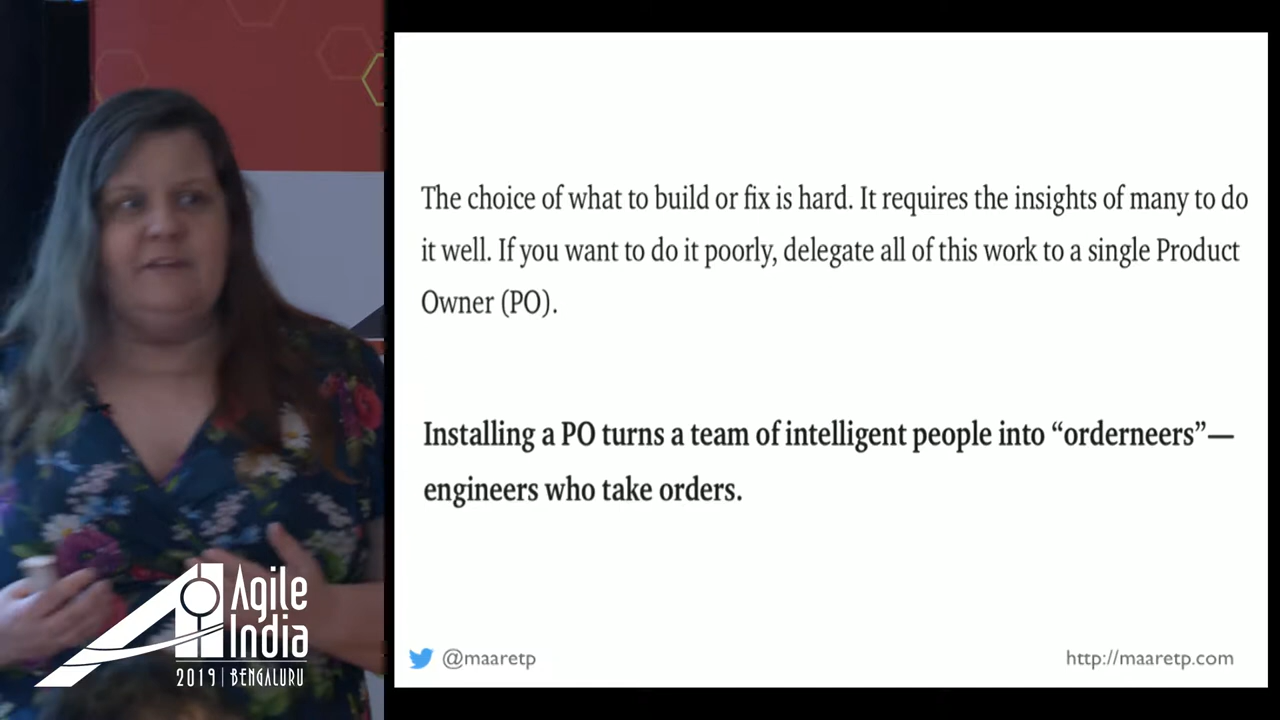 The choice of what to build or fix is hard. It requires the insights of many to do
it well. If you want to do it poorly, delegate all of this work to a single Product
Owner (PO).
Installing a PO turns a team of intelligent people into “orderneers”—
engineers who take orders.
@maaretp
http://maaretp.com
Agile
India
2019 | BENGALURU